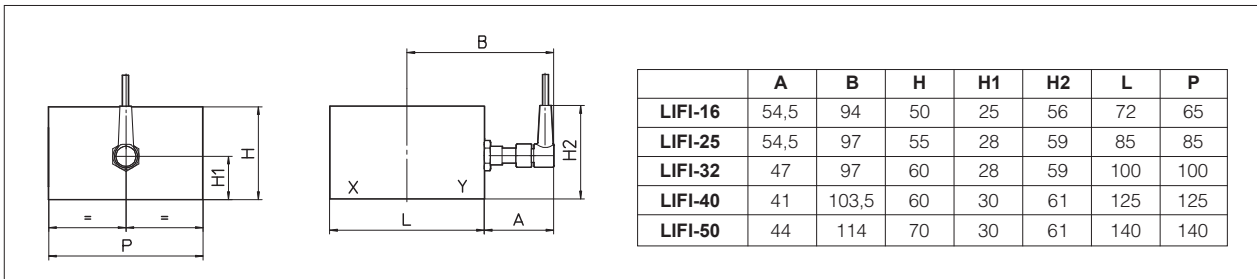 B
H
H1
=
=
P
X
Y
H2
L
A
A B H H1 H2 L P
LIFI-16 54,5 94 50 25 56 72 65
LIFI-25 54,5 97 55 28 59 85 85
LIFI-32 47 97 60 28 59 100 100
LIFI-40 41 103,5 60 30 61 125 125
LIFI-50 44 114 70 30 61 140 140